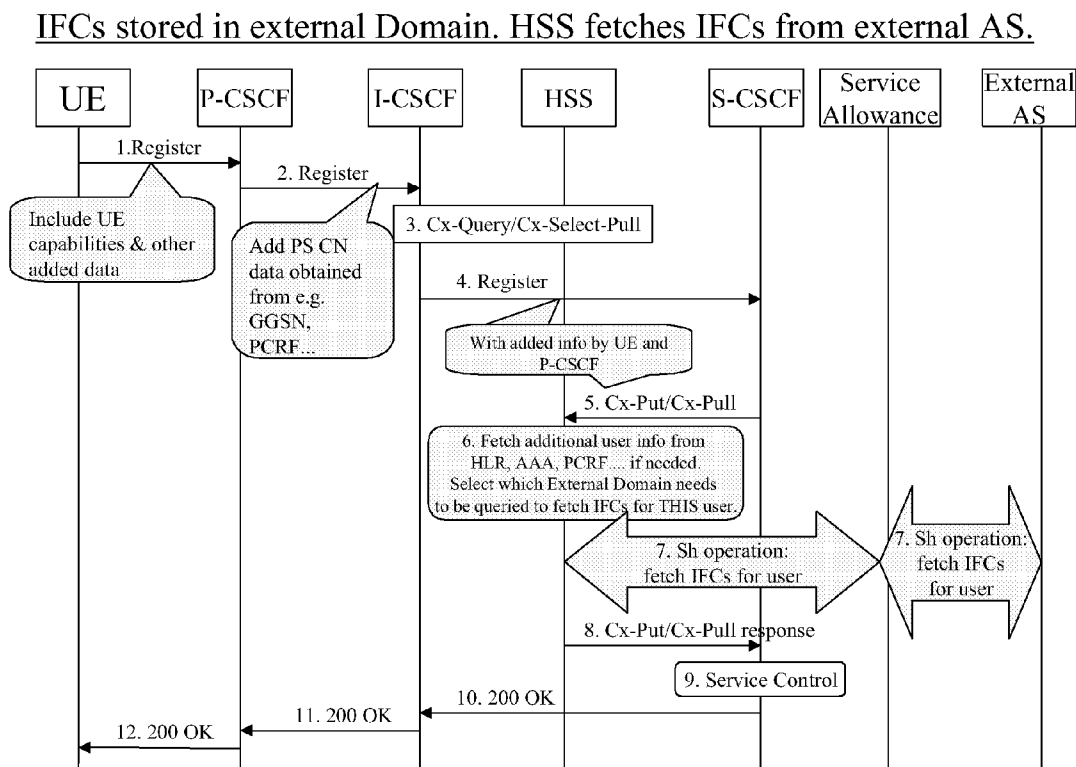 IFCs stored in external Domain. HSS fetches IFCs from external AS.
UE
P-CSCF
I-CSCF
HSS
S-CSCF
Service
Allowance
External
AS
1.Register
2. Register
Include UE
capabilities & other
added data
Add PS CN
data obtained
from e.g.
GGSN,
PCRF...
3. Cx-Query/Cx-Select-Pull
4. Register
With added info by UE and
P-CSCF
5. Cx-Put/Cx-Pull
6. Fetch additional user info from
HLR, AAA, PCRF.... if needed.
Select which External Domain needs
to be queried to fetch IFCs for THIS user.
7. Sh operation:
fetch IFCs for user
7. Sh operation:
fetch IFCs
for user
8. Cx-Put/Cx-Pull response
9. Service Control
10. 200 OK
11. 200 OK
12. 200 OK